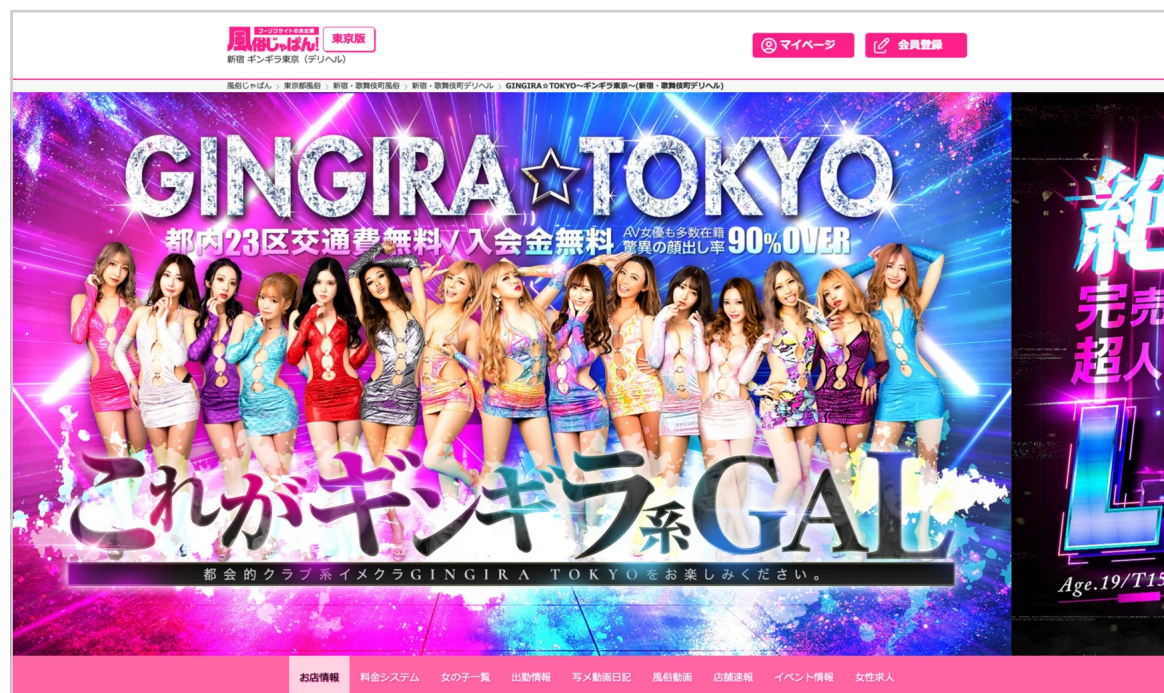 フーゾクサイトの決定版
風俗じゃぱん! 東京版
新宿 ギンギラ東京（デリヘル）
マイページ
会員登録
風俗じゃぱん > 東京都風俗 > 新宿・歌舞伎町風俗 > 新宿・歌舞伎町デリヘル > GINGIRA☆TOKYO～ギンギラ東京～(新宿・歌舞伎町デリヘル)
GINGIRA☆TOKYO
都内23区交通費無料/入会金無料
AV女優も多数在籍
驚異の顔出し率 90%OVER
これがギンギラ系GAL
都会的クラブ系イメクラGINGIRA TOKYOをお楽しみください。
絶
完売
超人
L
Age.19/T15
お店情報 料金システム 女の子一覧 出勤情報 写メ動画日記 風俗動画 店舗速報 イベント情報 女性求人